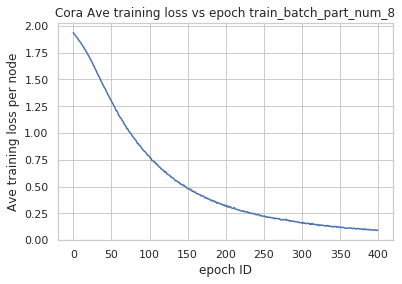 Cora Ave training loss vs epoch train_batch_part_num_8
Ave training loss per node
2.00
1.75
1.50
1.25
1.00
0.75
0.50
0.25
0.00
0 50 100 150 200 250 300 350 400
epoch ID